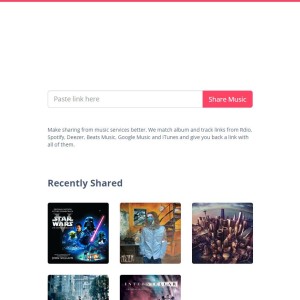 Paste link here
Share Music
Make sharing from music services better. We match album and track links from Rdio,
Spotify, Deezer, Beats Music, Google Music and iTunes and give you back a link with
all of them.
Recently Shared
STAR
WARS
INTERSTELLAR